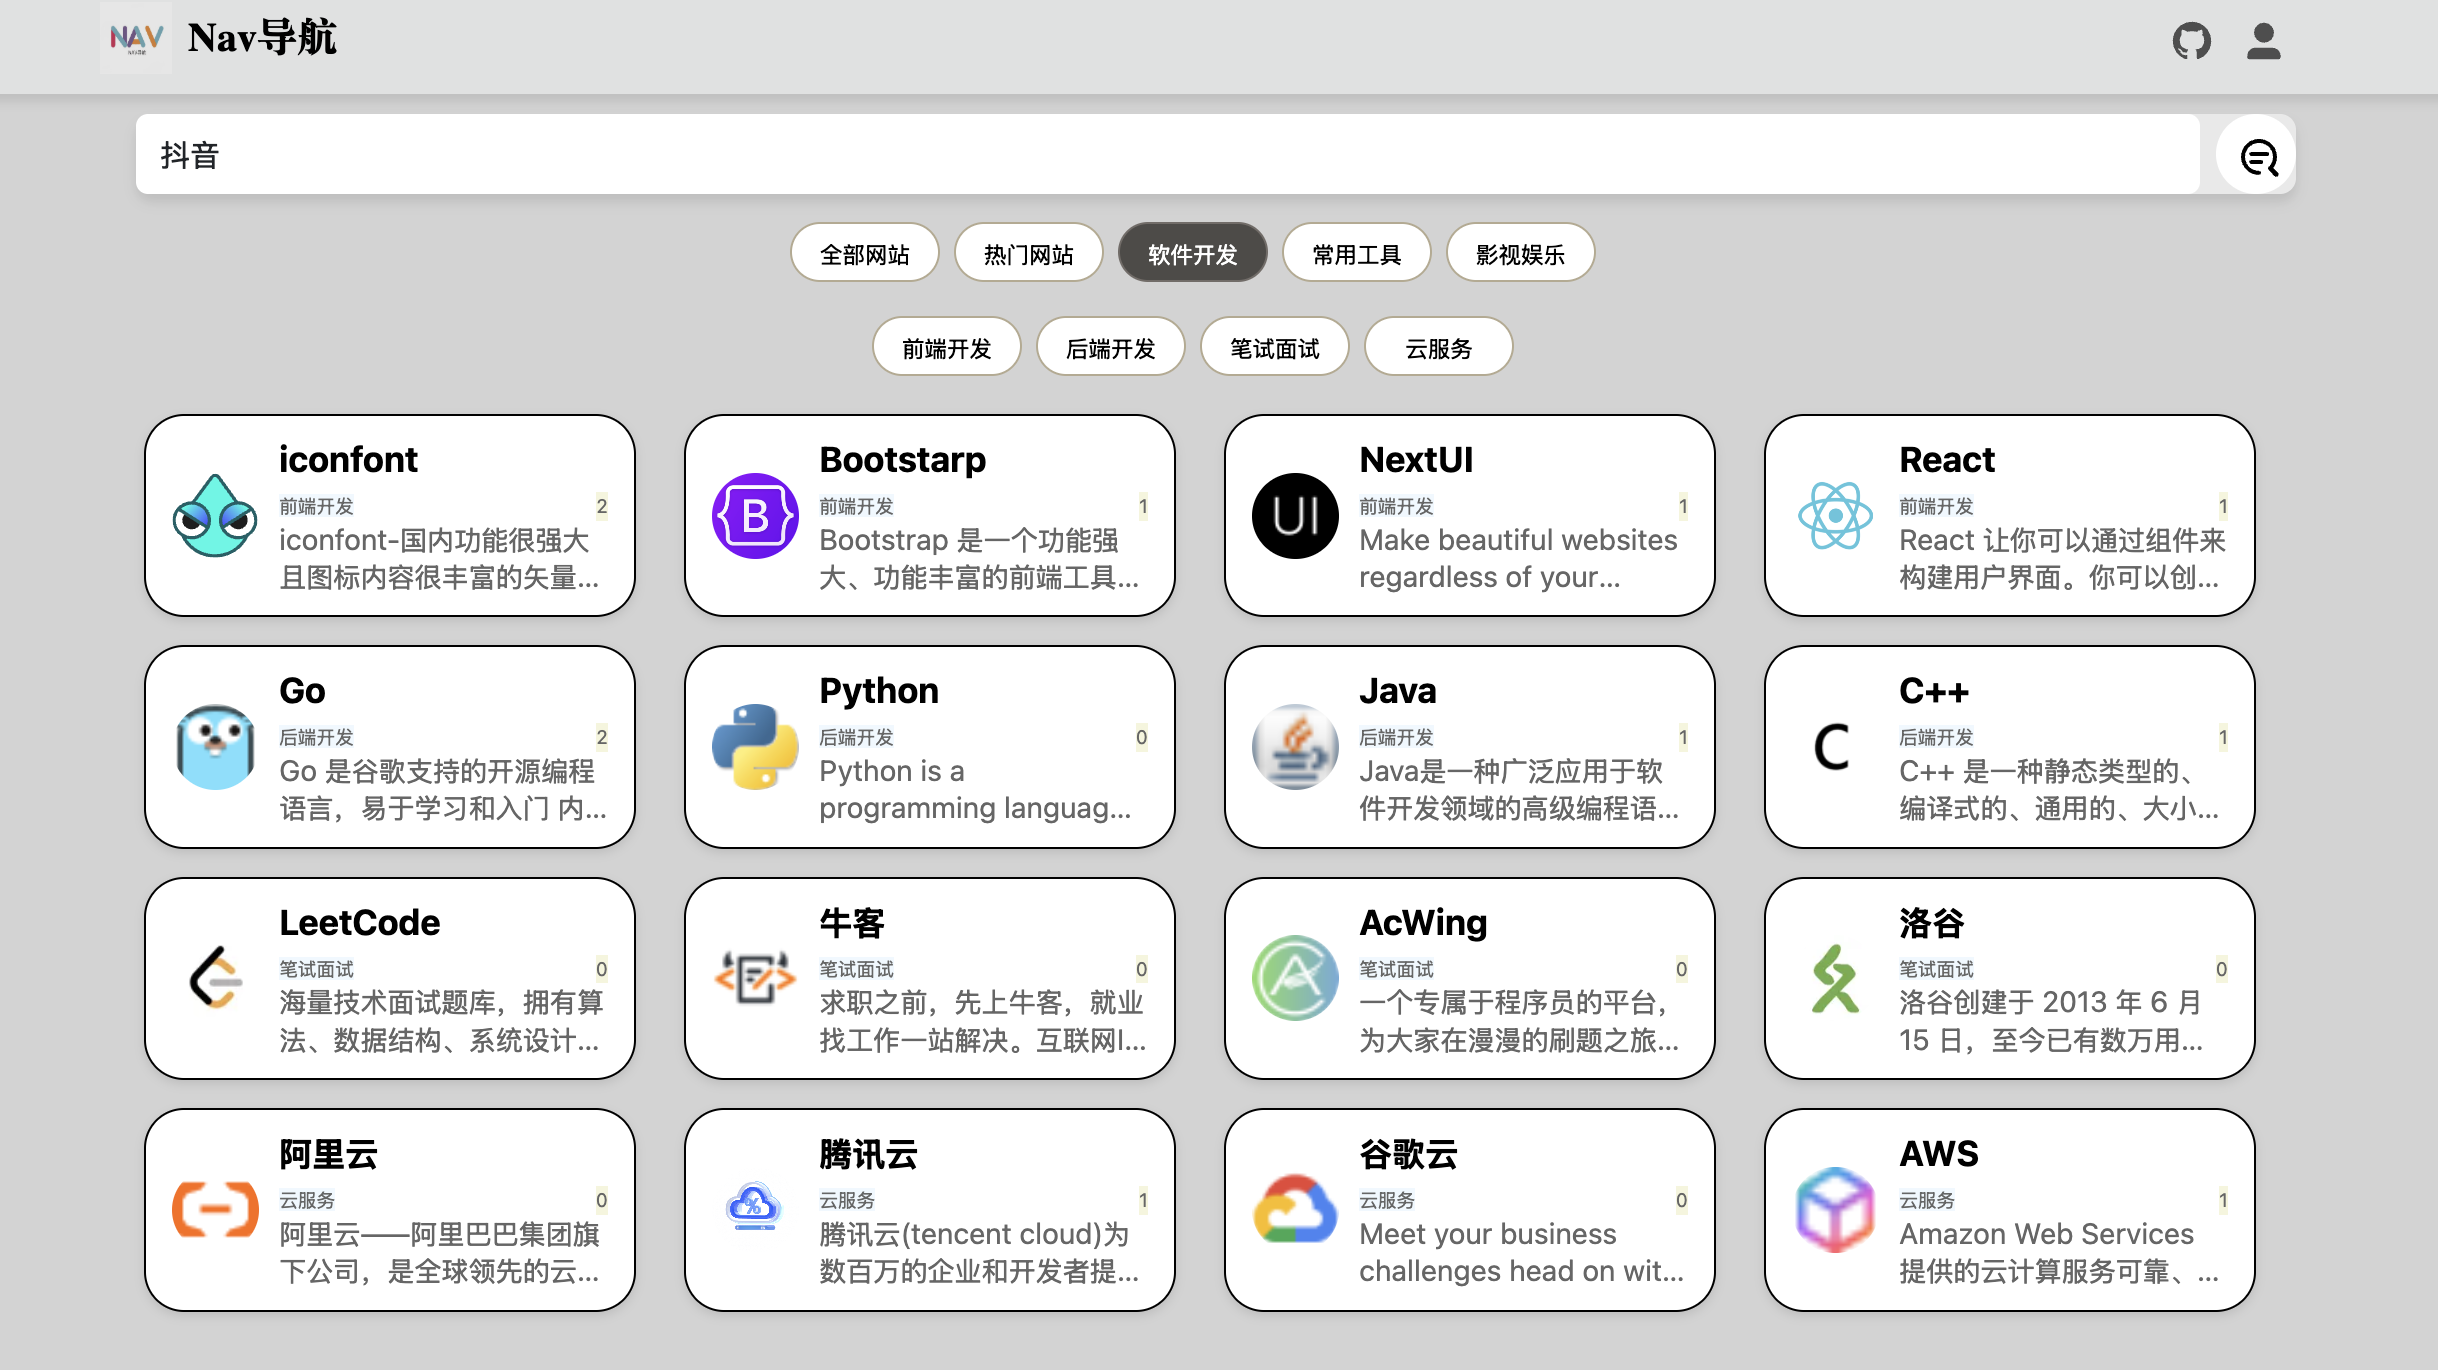 NAV
Nav导航
抖音
全部网站 热门网站 软件开发 常用工具 影视娱乐
前端开发 后端开发 笔试面试 云服务
iconfont
前端开发 2
iconfont-国内功能很强大
且图标内容很丰富的矢量...
Bootstarp
前端开发 1
Bootstrap 是一个功能强
大、功能丰富的前端工具...
UI
NextUI
前端开发 1
Make beautiful websites
regardless of your...
React
前端开发 1
React 让你可以通过组件来
构建用户界面。你可以创...
Go
后端开发 2
Go 是谷歌支持的开源编程
语言，易于学习和入门 内...
Python
后端开发 0
Python is a
programming languag...
Java
后端开发 1
Java是一种广泛应用于软
件开发领域的高级编程语...
C
C++
后端开发 1
C++ 是一种静态类型的、
编译式的、通用的、大小...
LeetCode
笔试面试 0
海量技术面试题库，拥有算
法、数据结构、系统设计...
牛客
笔试面试 0
求职之前，先上牛客，就业
找工作一站解决。互联网I...
AcWing
笔试面试 0
一个专属于程序员的平台，
为大家在漫漫的刷题之旅...
洛谷
笔试面试 0
洛谷创建于 2013 年 6 月
15 日，至今已有数万用...
阿里云
云服务 0
阿里云——阿里巴巴集团旗
下公司，是全球领先的云...
腾讯云
云服务 1
腾讯云(tencent cloud)为
数百万的企业和开发者提...
谷歌云
云服务 0
Meet your business
challenges head on wit...
AWS
云服务 1
Amazon Web Services
提供的云计算服务可靠、...